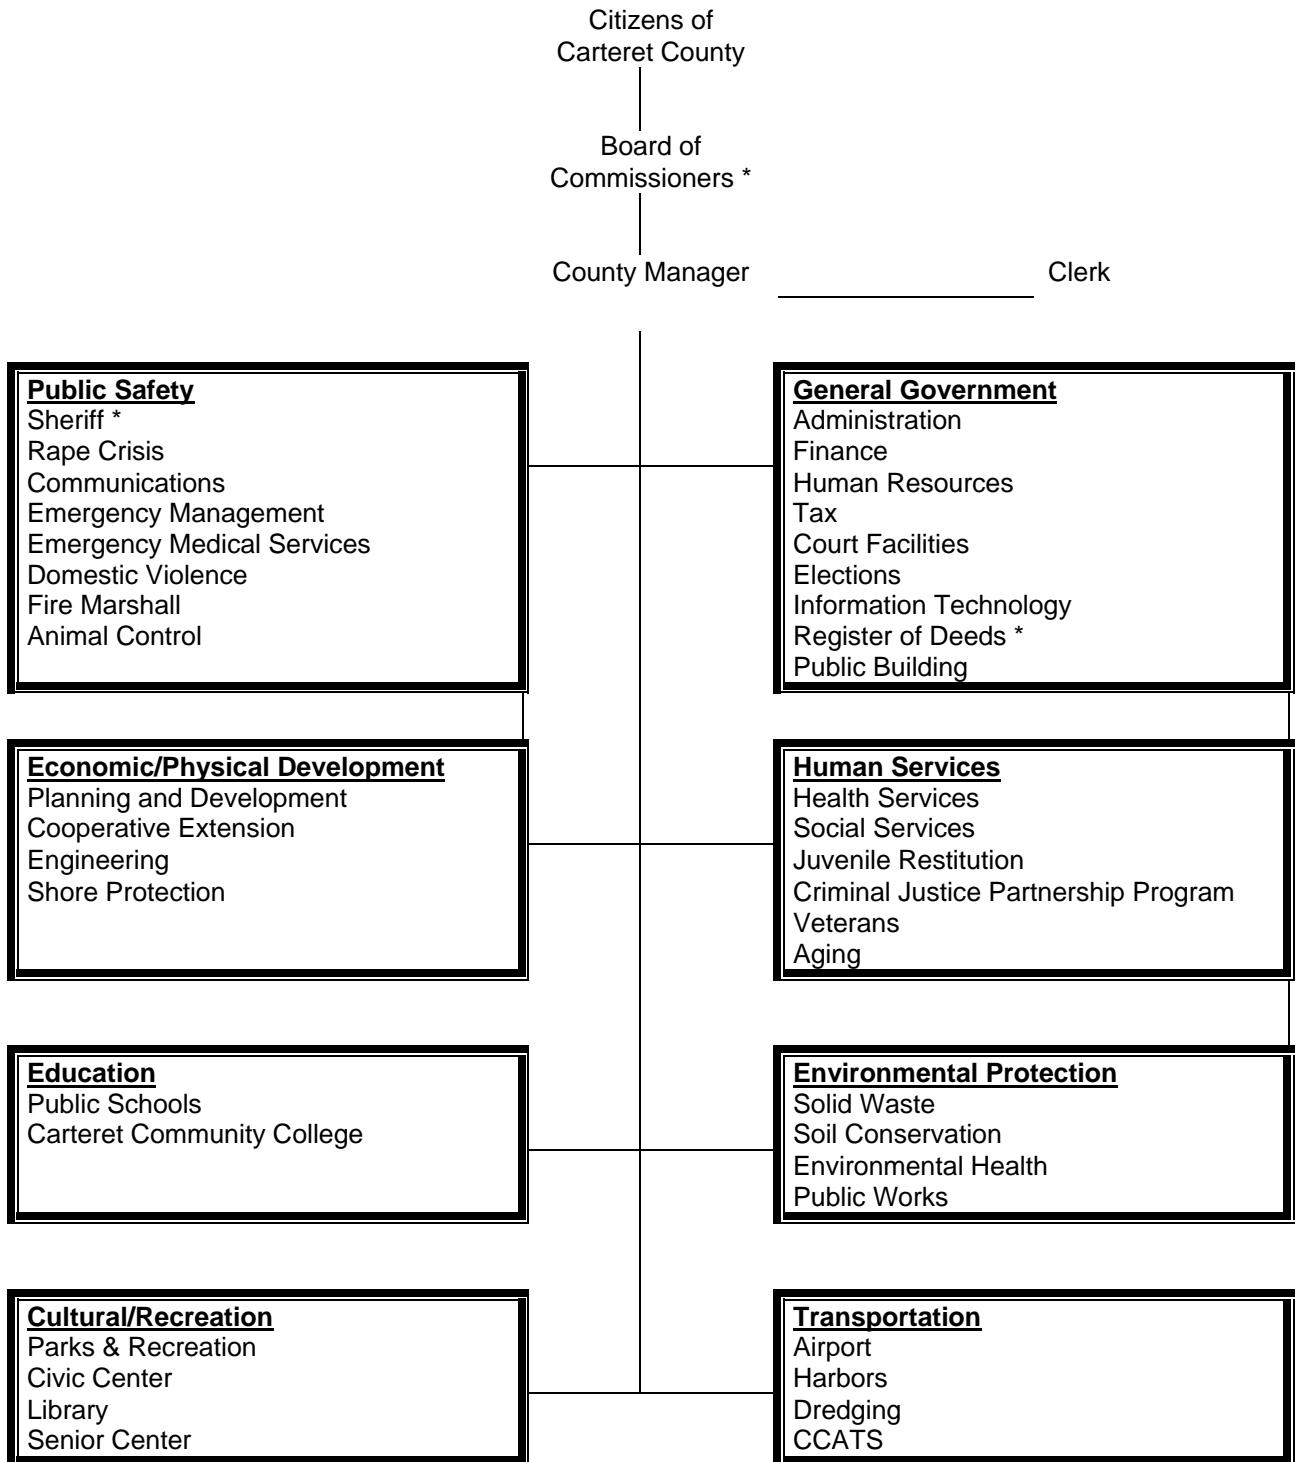 Citizens of
Carteret County
Board of
Commissioners *
County Manager
Clerk
Public Safety
Sheriff *
Rape Crisis
Communications
Emergency Management
Emergency Medical Services
Domestic Violence
Fire Marshall
Animal Control
General Government
Administration
Finance
Human Resources
Tax
Court Facilities
Elections
Information Technology
Register of Deeds *
Public Building
Economic/Physical Development
Planning and Development
Cooperative Extension
Engineering
Shore Protection
Human Services
Health Services
Social Services
Juvenile Restitution
Criminal Justice Partnership Program
Veterans
Aging
Education
Public Schools
Carteret Community College
Environmental Protection
Solid Waste
Soil Conservation
Environmental Health
Public Works
Cultural/Recreation
Parks & Recreation
Civic Center
Library
Senior Center
Transportation
Airport
Harbors
Dredging
CCATS